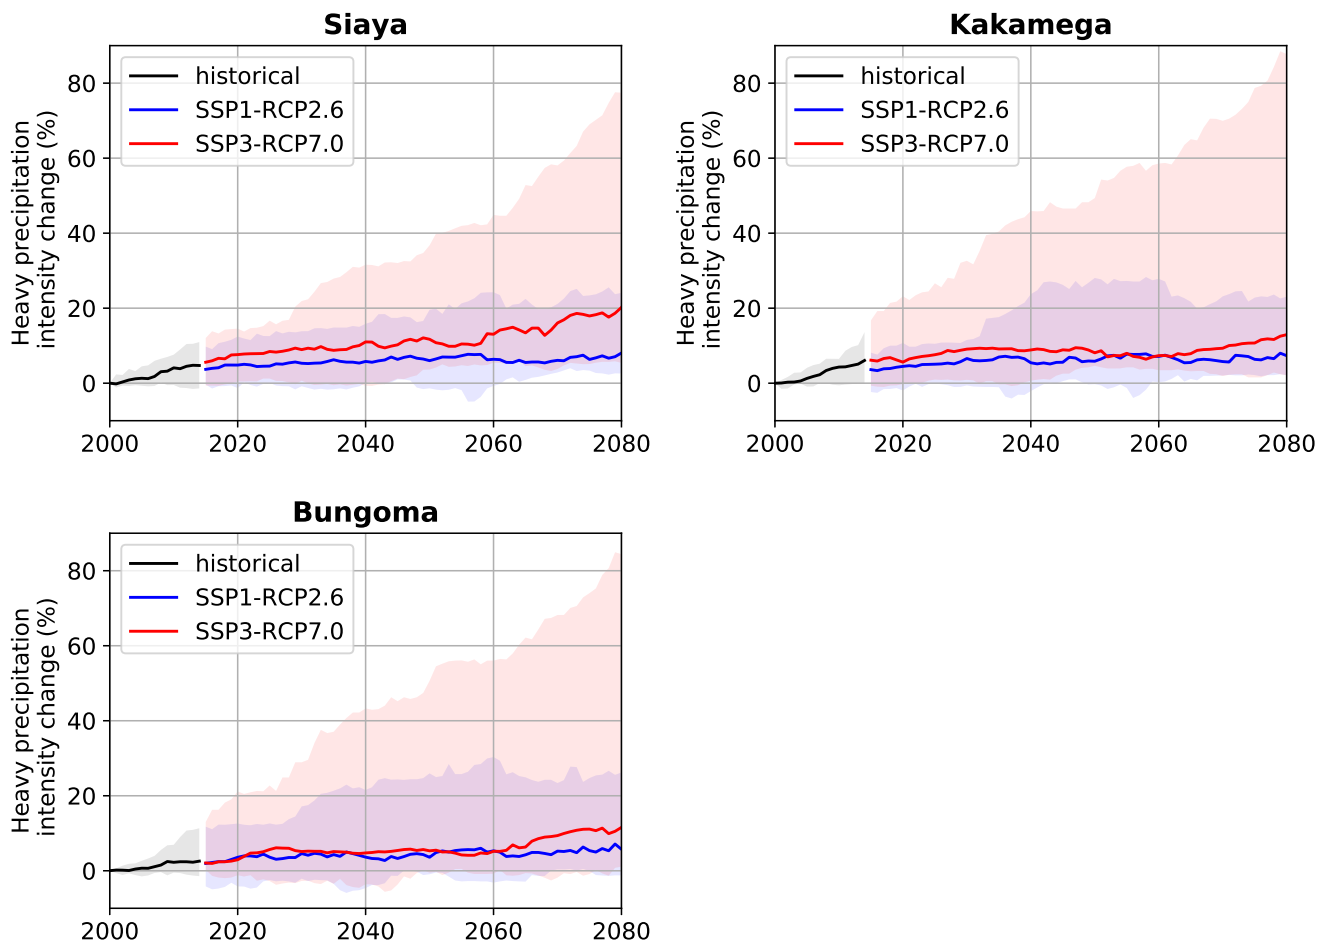 Siaya
Heavy precipitation
intensity change (%)
80
60
40
20
0
historical
SSP1-RCP2.6
SSP3-RCP7.0
2000 2020 2040 2060 2080
Kakamega
Heavy precipitation
intensity change (%)
80
60
40
20
0
historical
SSP1-RCP2.6
SSP3-RCP7.0
2000 2020 2040 2060 2080
Bungoma
Heavy precipitation
intensity change (%)
80
60
40
20
0
historical
SSP1-RCP2.6
SSP3-RCP7.0
2000 2020 2040 2060 2080